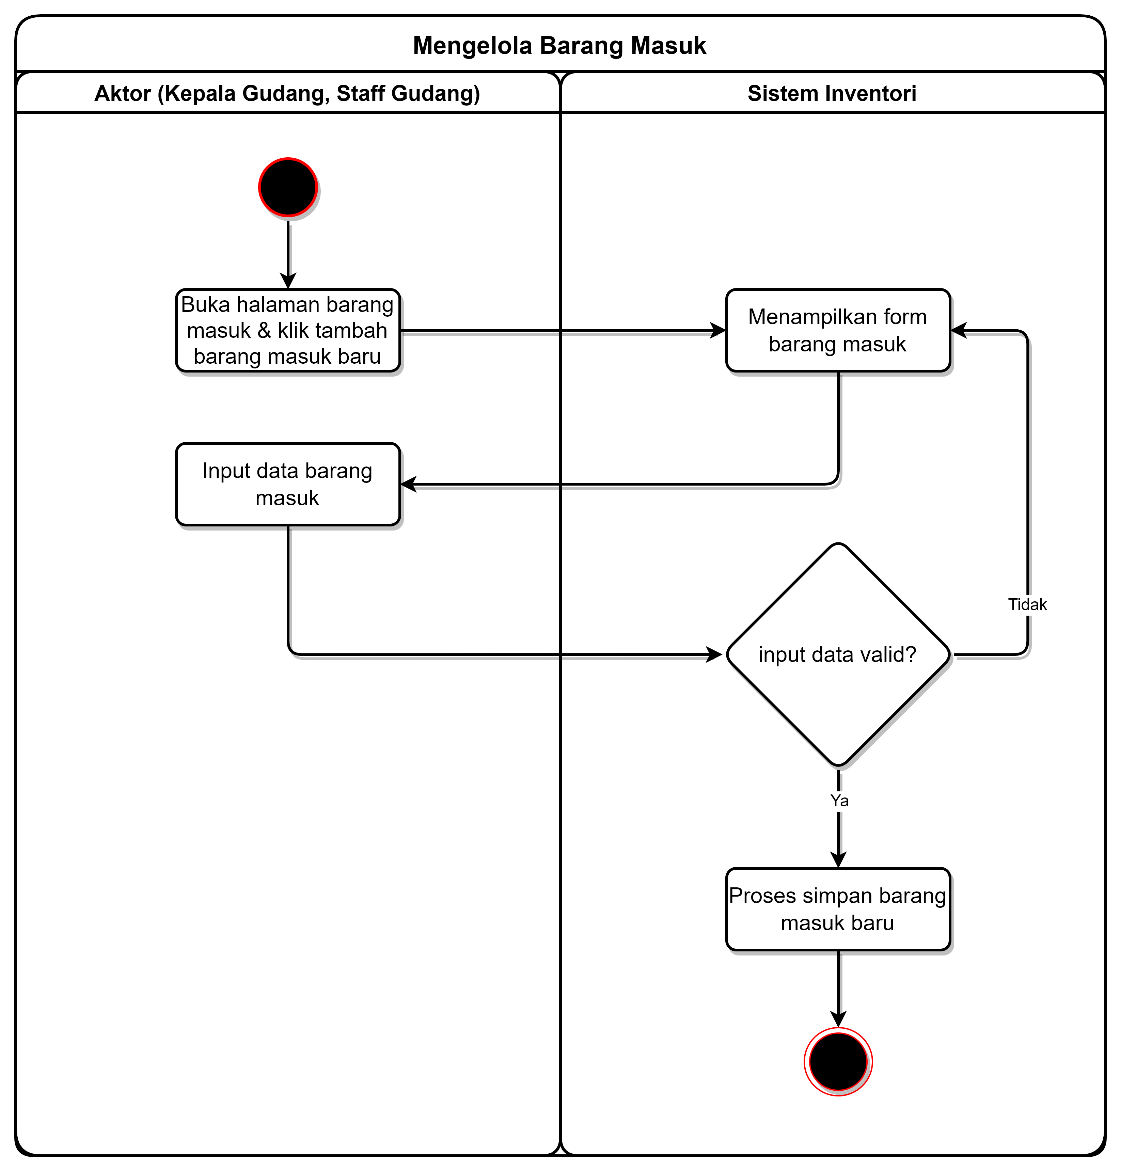 Mengelola Barang Masuk
Aktor (Kepala Gudang, Staff Gudang)
Sistem Inventori
Buka halaman barang
masuk & klik tambah
barang masuk baru
Menampilkan form
barang masuk
Input data barang
masuk
input data valid?
Tidak
Ya
Proses simpan barang
masuk baru